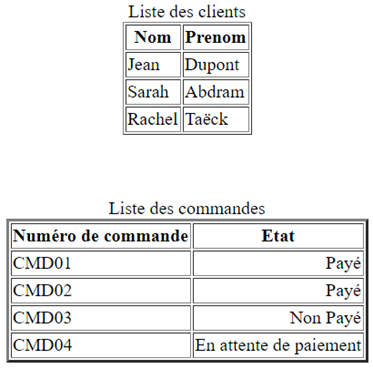 Liste des clients
Nom Prenom
Jean Dupont
Sarah Abdram
Rachel Taëck
Liste des commandes
Numéro de commande Etat
CMD01 Payé
CMD02 Payé
CMD03 Non Payé
CMD04 En attente de paiement